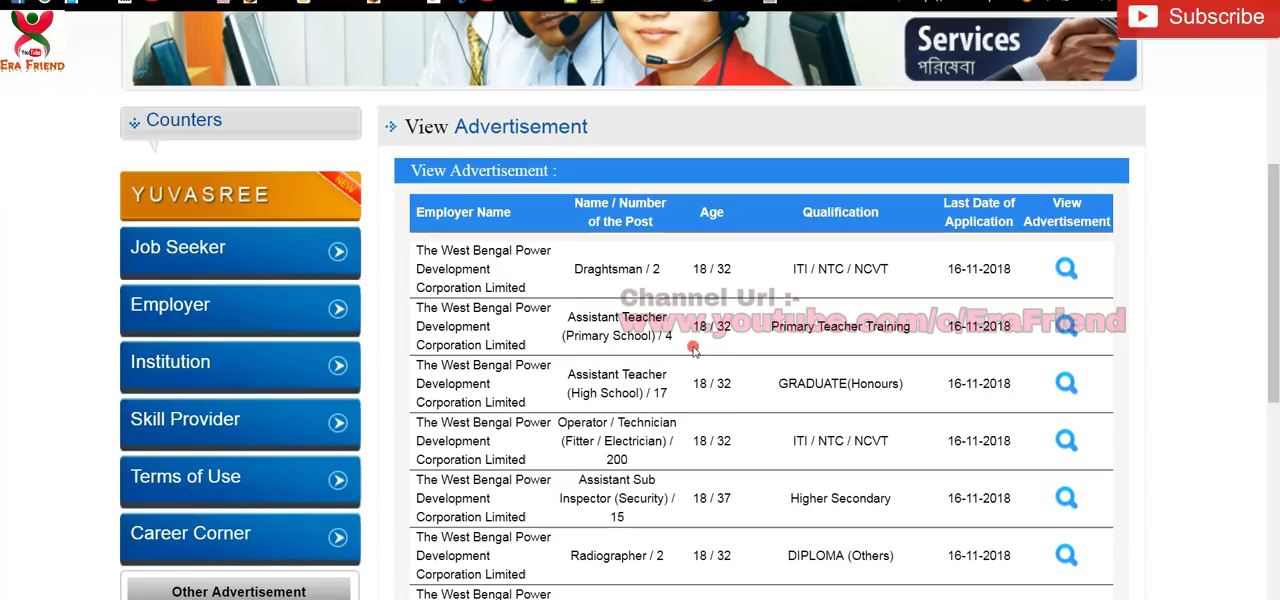 Subscribe
You Tube
ERA FRIEND
Services
পরিষেবা
Counters
View Advertisement
YUVASREE
NEW
View Advertisement :
Employer Name
Name / Number of the Post
Age
Qualification
Last Date of Application
View Advertisement
The West Bengal Power
Development
Corporation Limited
Draghtsman / 2
18 / 32
ITI / NTC / NCVT
16-11-2018
Channel Url :-
www.youtube.com/c/EraFriend
The West Bengal Power
Development
Corporation Limited
Assistant Teacher
(Primary School) / 4
18 / 32
Primary Teacher Training
16-11-2018
The West Bengal Power
Development
Corporation Limited
Assistant Teacher
(High School) / 17
18 / 32
GRADUATE(Honours)
16-11-2018
The West Bengal Power
Development
Corporation Limited
Operator / Technician
(Fitter / Electrician) /
200
18 / 32
ITI / NTC / NCVT
16-11-2018
The West Bengal Power
Development
Corporation Limited
Assistant Sub
Inspector (Security) /
15
18 / 37
Higher Secondary
16-11-2018
The West Bengal Power
Development
Corporation Limited
Radiographer / 2
18 / 32
DIPLOMA (Others)
16-11-2018
The West Bengal Power
Job Seeker
Employer
Institution
Skill Provider
Terms of Use
Career Corner
Other Advertisement